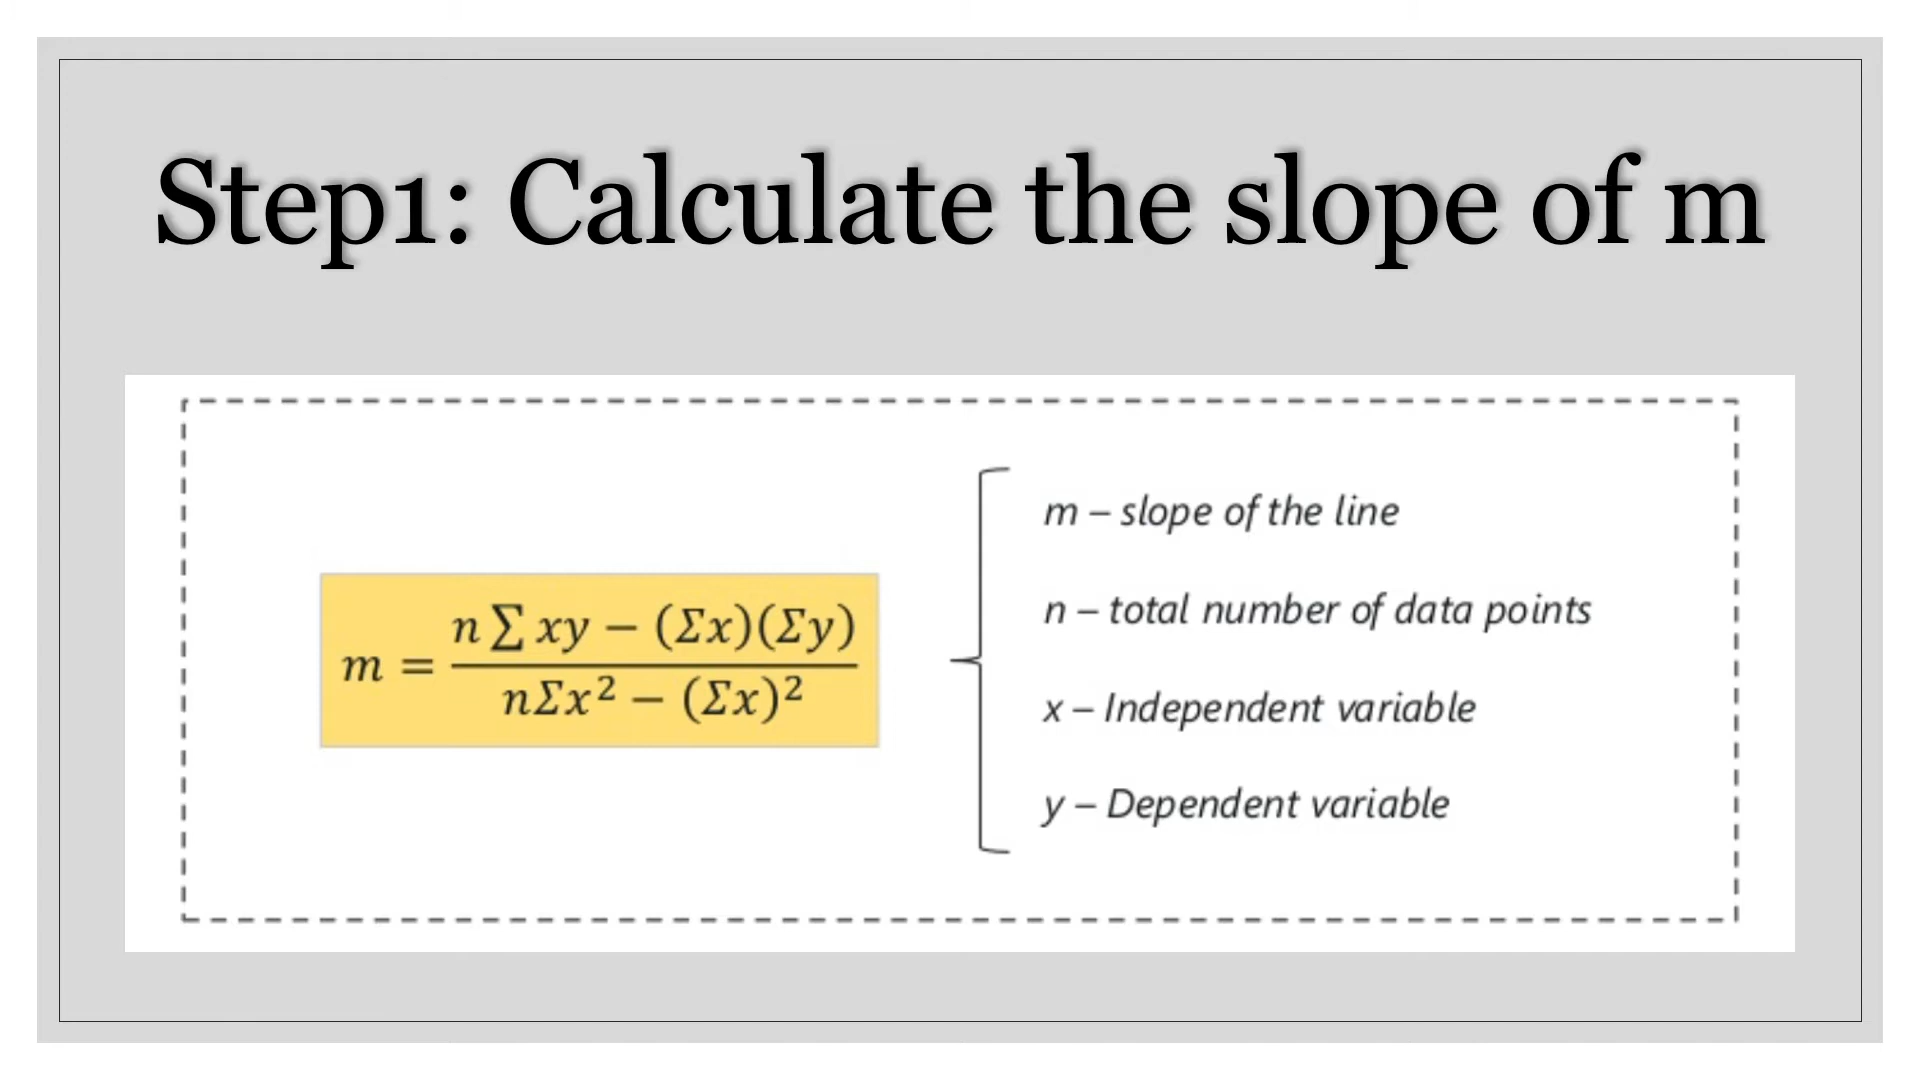 Step1: Calculate the slope of m
m = n∑xy − (Σx)(Σy) / nΣx² − (Σx)²
m – slope of the line
n – total number of data points
x – Independent variable
y – Dependent variable